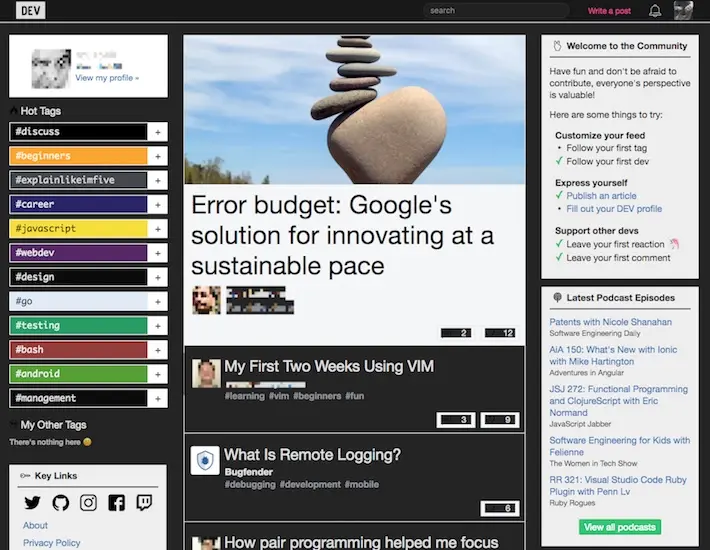 DEV
search
Write a post
View my profile »
Hot Tags
#discuss +
#beginners +
#explainlikeimfive +
#career +
#javascript +
#webdev +
#design +
#go +
#testing +
#bash +
#android +
#management +
My Other Tags
There's nothing here
Key Links
About
Privacy Policy
Error budget: Google's
solution for innovating at a
sustainable pace
2 12
My First Two Weeks Using VIM
#learning #vim #beginners #fun
3 9
What Is Remote Logging?
Bugfender
#debugging #development #mobile
6
How pair programming helped me focus
Welcome to the Community
Have fun and don't be afraid to
contribute, everyone's perspective
is valuable!
Here are some things to try:
Customize your feed
• Follow your first tag
✓ Follow your first dev
Express yourself
✓ Publish an article
• Fill out your DEV profile
Support other devs
✓ Leave your first reaction
✓ Leave your first comment
Latest Podcast Episodes
Patents with Nicole Shanahan
Software Engineering Daily
AiA 150: What's New with Ionic
with Mike Hartington
Adventures in Angular
JSJ 272: Functional Programming
and ClojureScript with Eric
Normand
JavaScript Jabber
Software Engineering for Kids with
Felienne
The Women in Tech Show
RR 321: Visual Studio Code Ruby
Plugin with Penn Lv
Ruby Rogues
View all podcasts